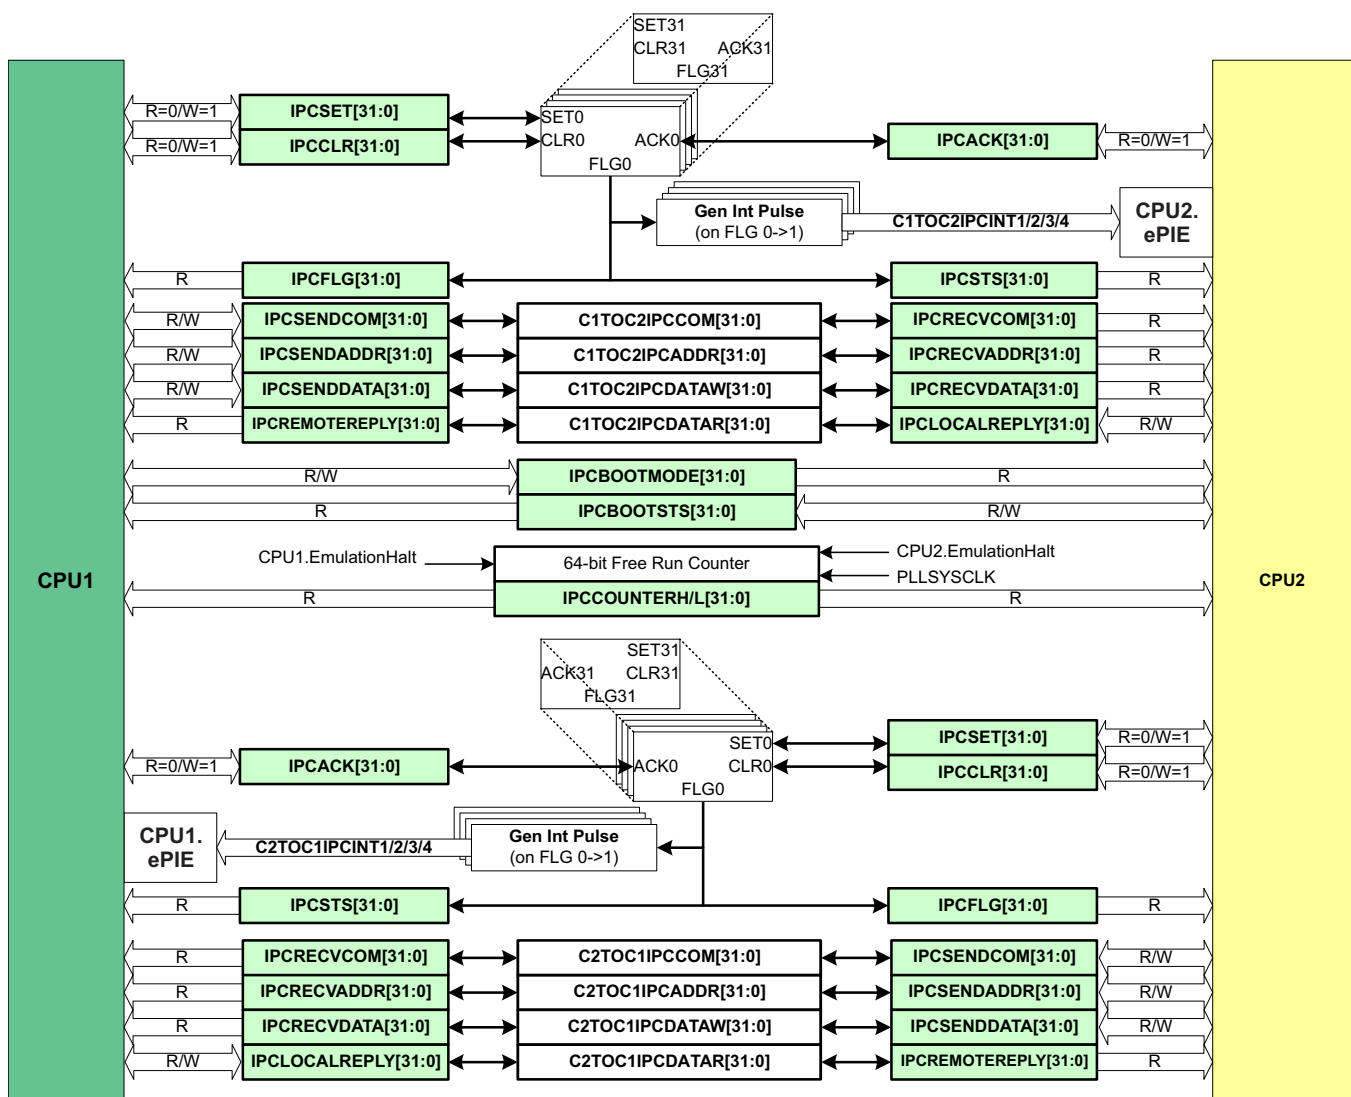 SET31
CLR31 ACK31
FLG31
R=0/W=1 IPCSET[31:0] SET0
R=0/W=1 IPCCLR[31:0] CLR0 ACK0 IPCACK[31:0] R=0/W=1
FLG0
Gen Int Pulse
(on FLG 0->1)
C1TOC2IPCINT1/2/3/4
CPU2.
ePIE
R IPCFLG[31:0] IPCSTS[31:0] R
R/W IPCSENDCOM[31:0] C1TOC2IPCCOM[31:0] IPCRECVCOM[31:0] R
R/W IPCSENDADDR[31:0] C1TOC2IPCADDR[31:0] IPCRECVADDR[31:0] R
R/W IPCSENDDATA[31:0] C1TOC2IPCDATAW[31:0] IPCRECVDATA[31:0] R
R IPCREMOTEREPLY[31:0] C1TOC2IPCDATAR[31:0] IPCLOCALREPLY[31:0] R/W
R/W IPCBOOTMODE[31:0] R
R IPCBOOTSTS[31:0] R/W
CPU1.EmulationHalt 64-bit Free Run Counter CPU2.EmulationHalt
PLLSYSCLK
CPU1
CPU2
R IPCCOUNTERH/L[31:0] R
SET31
ACK31 CLR31
FLG31
SET0 IPCSET[31:0] R=0/W=1
R=0/W=1 IPCACK[31:0] ACK0 CLR0 IPCCLR[31:0] R=0/W=1
FLG0
CPU1.
ePIE
C2TOC1IPCINT1/2/3/4
Gen Int Pulse
(on FLG 0->1)
R IPCSTS[31:0] IPCFLG[31:0] R
R IPCRECVCOM[31:0] C2TOC1IPCCOM[31:0] IPCSENDCOM[31:0] R/W
R IPCRECVADDR[31:0] C2TOC1IPCADDR[31:0] IPCSENDADDR[31:0] R/W
R IPCRECVDATA[31:0] C2TOC1IPCDATAW[31:0] IPCSENDDATA[31:0] R/W
R/W IPCLOCALREPLY[31:0] C2TOC1IPCDATAR[31:0] IPCREMOTEREPLY[31:0] R